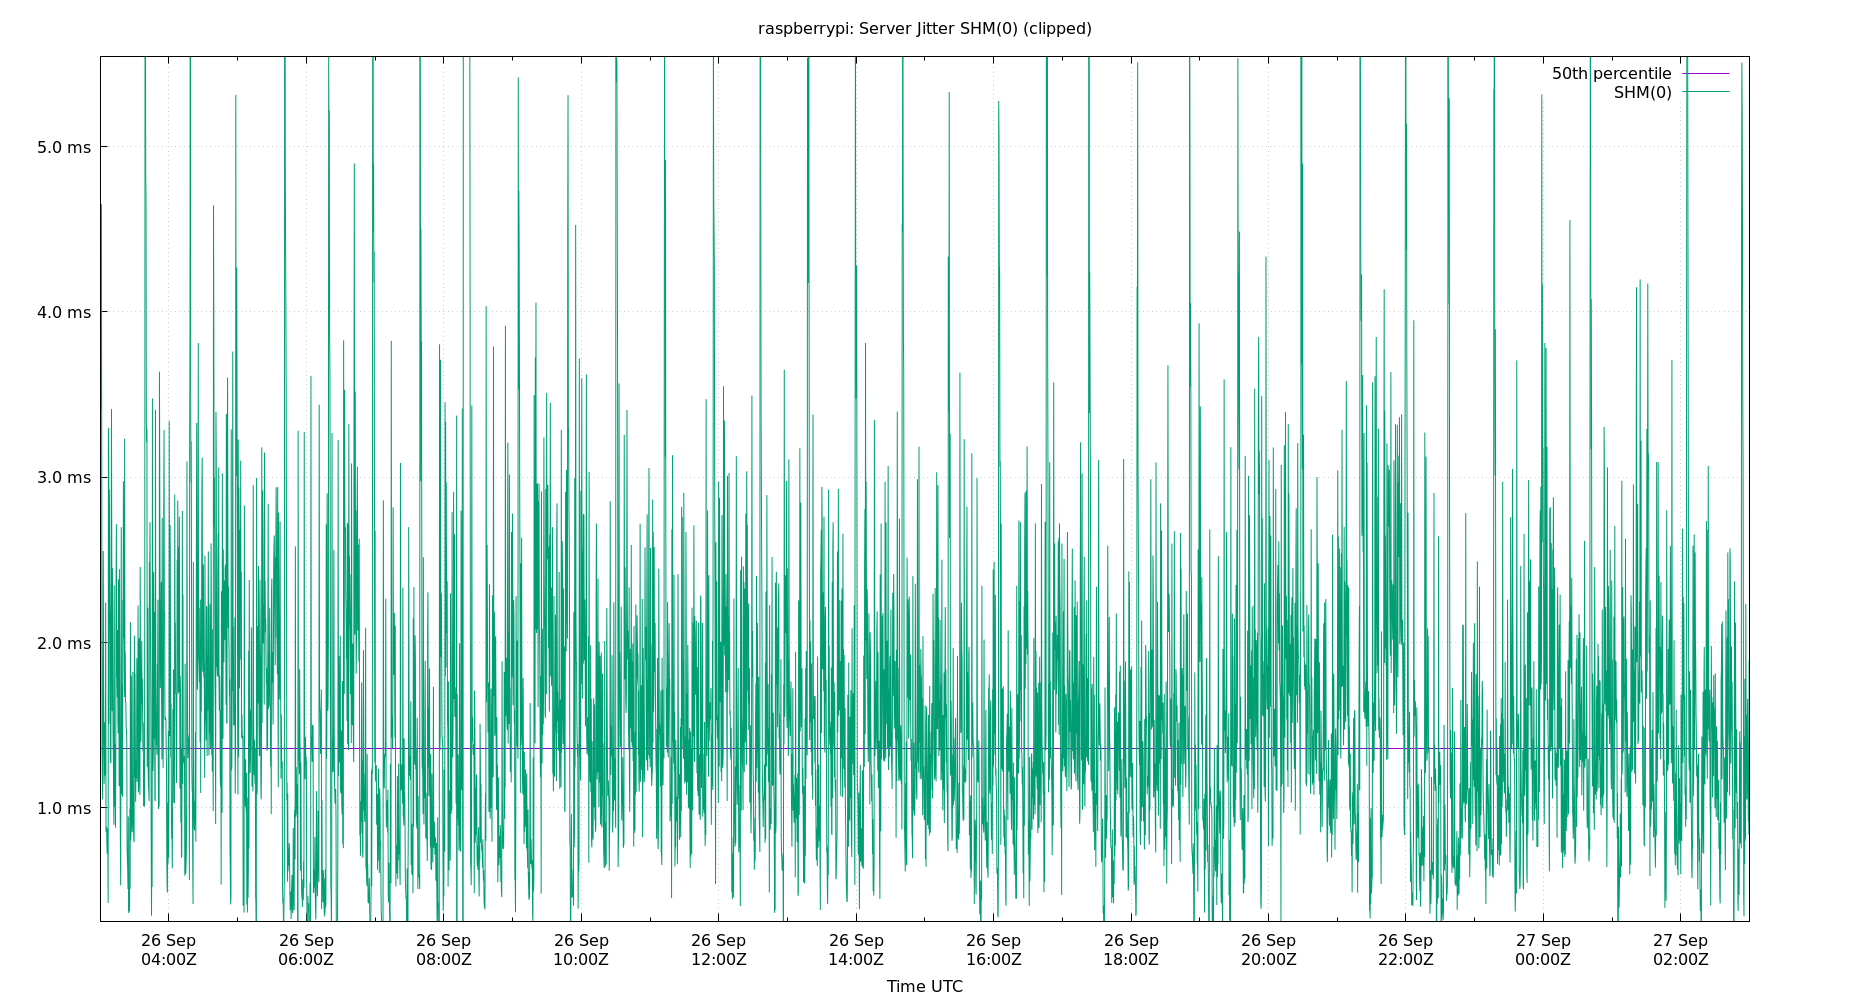 raspberrypi: Server Jitter SHM(0) (clipped)
50th percentile
SHM(0)
5.0 ms
4.0 ms
3.0 ms
2.0 ms
1.0 ms
26 Sep 26 Sep 26 Sep 26 Sep 26 Sep 26 Sep 26 Sep 26 Sep 26 Sep 26 Sep 27 Sep 27 Sep
04:00Z 06:00Z 08:00Z 10:00Z 12:00Z 14:00Z 16:00Z 18:00Z 20:00Z 22:00Z 00:00Z 02:00Z
Time UTC